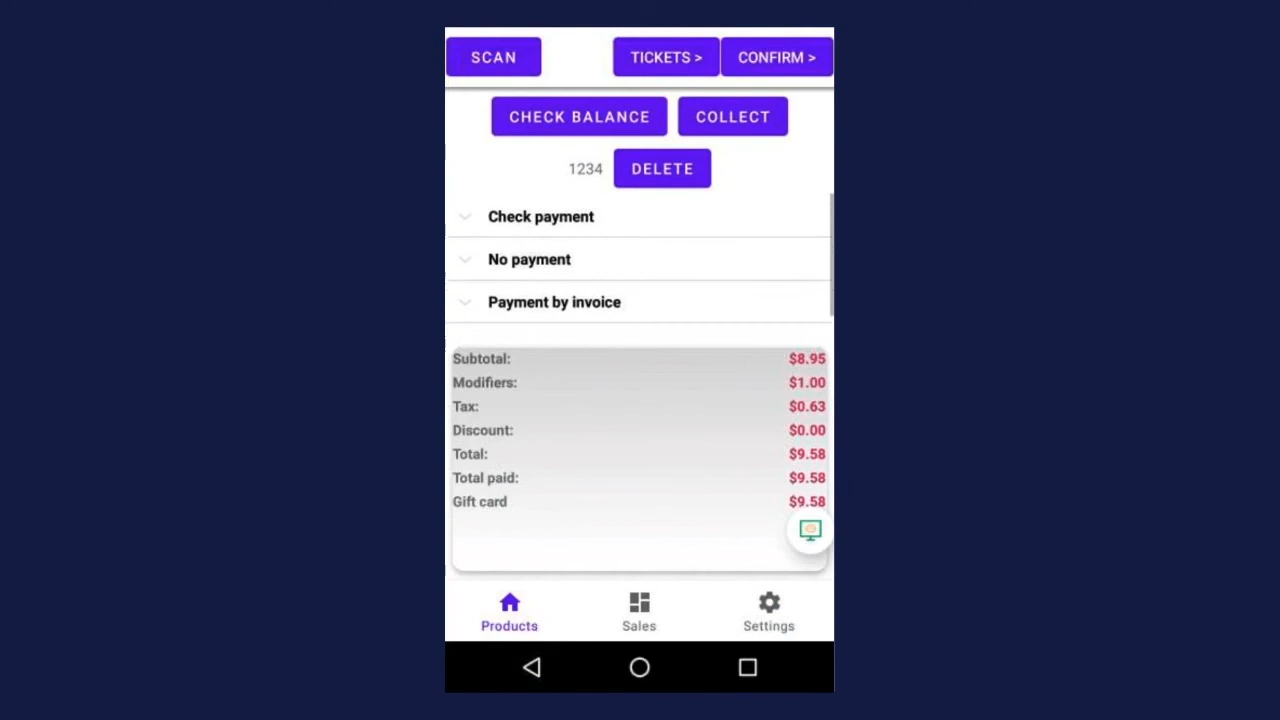 SCAN TICKETS > CONFIRM >
CHECK BALANCE COLLECT
1234 DELETE
Check payment
No payment
Payment by invoice
Subtotal: $8.95
Modifiers: $1.00
Tax: $0.63
Discount: $0.00
Total: $9.58
Total paid: $9.58
Gift card $9.58
Products Sales Settings